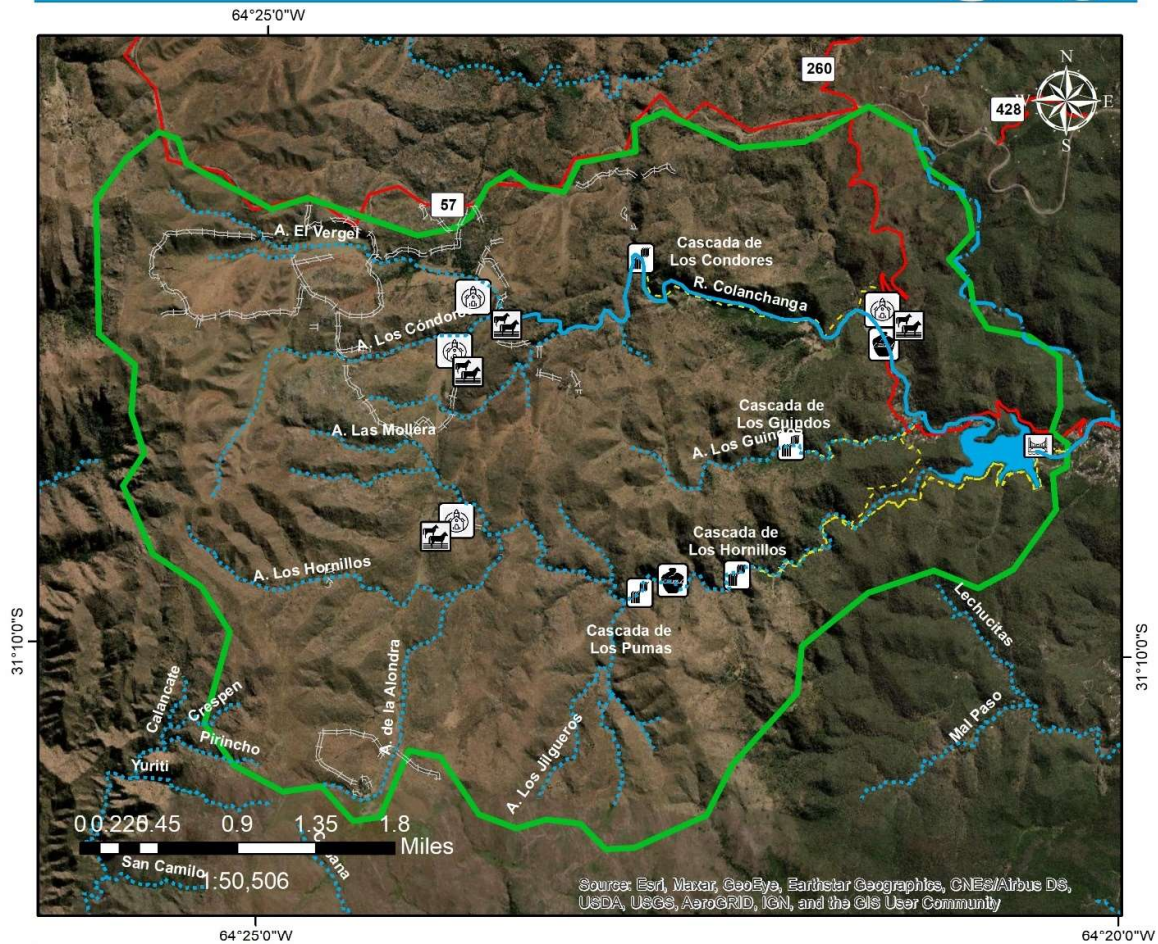 64°25'0"W
260
428
N
W
E
S
57
A. El Vergel
Cascada de
Los Condores
R. Colanchanga
A. Los Cóndor
Cascada de
Los Guindos
A. Los Guindos
A. Las Mollera
Cascada de
Los Hornillos
A. Los Hornillos
Lechucitas
31°10'0"S
31°10'0"S
Cascada de
Los Pumas
A. de la Alondra
Calancate
Crespen
Pirincho
Yuriti
Mal Paso
A. Los Jilgueros
0 0.225 0.45 0.9 1.35 1.8
Miles
San Camilo
1:50,506
Source: Esri, Maxar, GeoEye, Earthstar Geographics, CNES/Airbus DS,
USDA, USGS, AeroGRID, IGN, and the GIS User Community
64°25'0"W
64°20'0"W